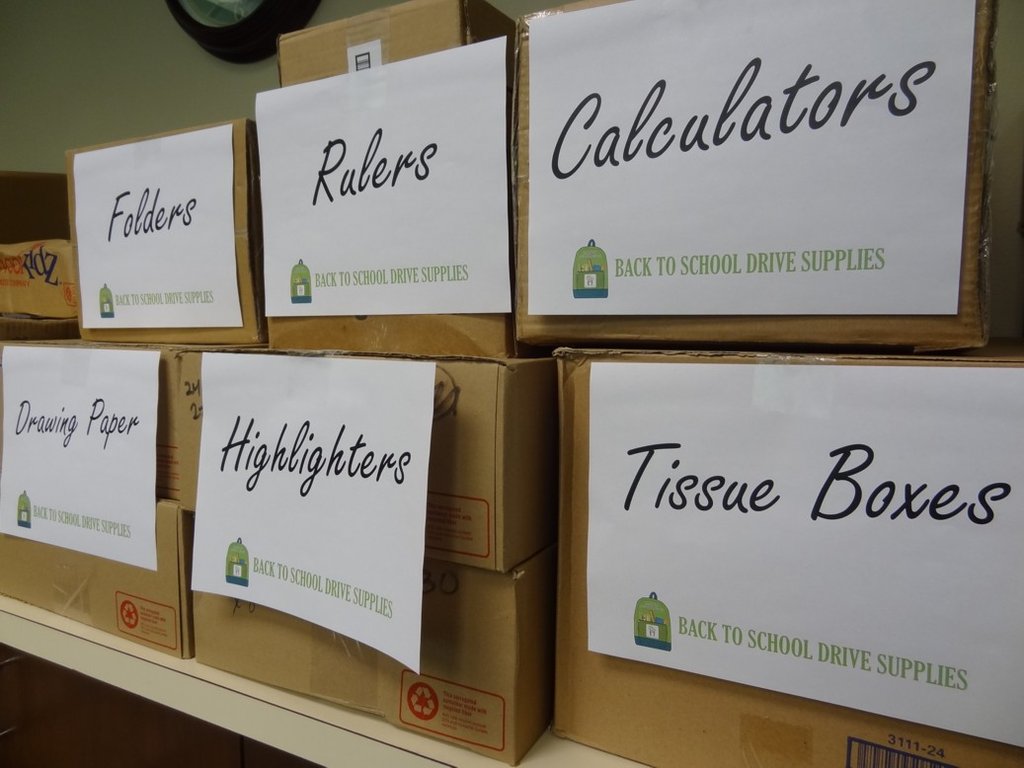 Folders
BACK TO SCHOOL DRIVE SUPPLIES
Rulers
BACK TO SCHOOL DRIVE SUPPLIES
Calculators
BACK TO SCHOOL DRIVE SUPPLIES
Kidz
Drawing Paper
BACK TO SCHOOL DRIVE SUPPLIES
Highlighters
BACK TO SCHOOL DRIVE SUPPLIES
Tissue Boxes
BACK TO SCHOOL DRIVE SUPPLIES
3111-24